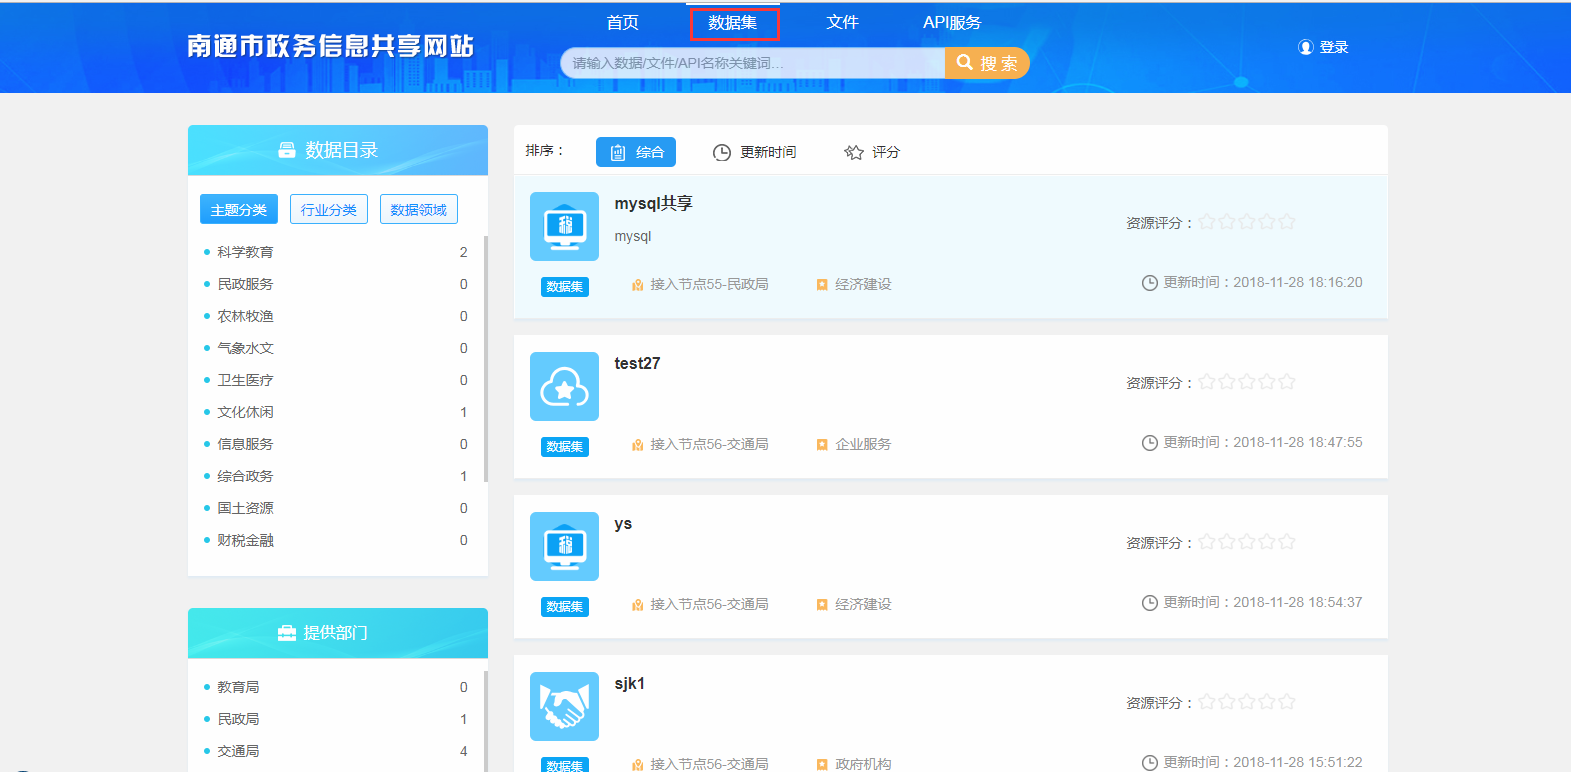 首页 数据集 文件 API服务
南通市政务信息共享网站
请输入数据/文件/API名称关键词... 搜 索
登录
数据目录
主题分类 行业分类 数据领域
科学教育 2
民政服务 0
农林牧渔 0
气象水文 0
卫生医疗 0
文化休闲 1
信息服务 0
综合政务 1
国土资源 0
财税金融 0
提供部门
教育局 0
民政局 1
交通局 4
排序： 综合 更新时间 评分
mysql共享
mysql
资源评分：
数据集 接入节点55-民政局 经济建设 更新时间：2018-11-28 18:16:20
test27
资源评分：
数据集 接入节点56-交通局 企业服务 更新时间：2018-11-28 18:47:55
ys
资源评分：
数据集 接入节点56-交通局 经济建设 更新时间：2018-11-28 18:54:37
sjk1
资源评分：
数据集 接入节点56-交通局 政府机构 更新时间：2018-11-28 15:51:22